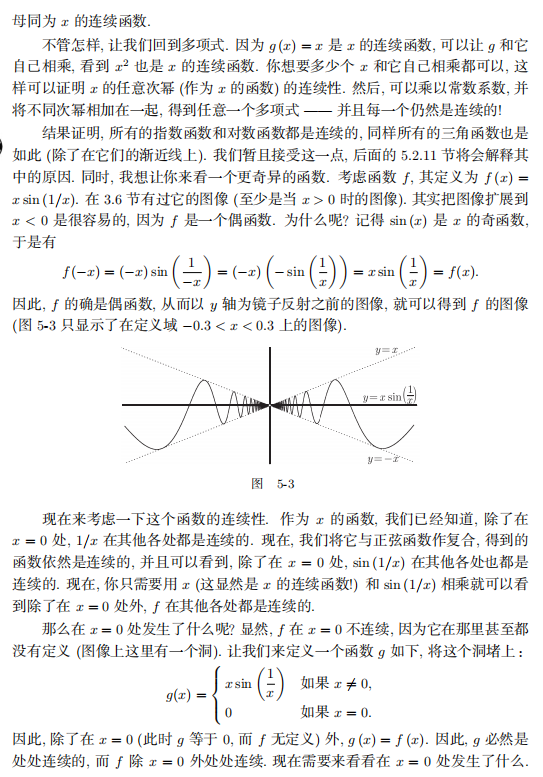 母同为 x 的连续函数.
不管怎样, 让我们回到多项式. 因为 g(x) = x 是 x 的连续函数, 可以让 g 和它
自己相乘, 看到 x² 也是 x 的连续函数. 你想要多少个 x 和它自己相乘都可以, 这
样可以证明 x 的任意次幂 (作为 x 的函数) 的连续性. 然后, 可以乘以常数系数, 并
将不同次幂相加在一起, 得到任意一个多项式 —— 并且每一个仍然是连续的!
结果证明, 所有的指数函数和对数函数都是连续的, 同样所有的三角函数也是
如此 (除了在它们的渐近线上). 我们暂且接受这一点, 后面的 5.2.11 节将会解释其
中的原因. 同时, 我想让你来看一个更奇异的函数. 考虑函数 f, 其定义为 f(x) =
x sin (1/x). 在 3.6 节有过它的图像 (至少是当 x > 0 时的图像). 其实把图像扩展到
x < 0 是很容易的, 因为 f 是一个偶函数. 为什么呢? 记得 sin (x) 是 x 的奇函数,
于是有
f(−x) = (−x) sin (1/−x) = (−x) (− sin (1/x)) = x sin (1/x) = f(x).
因此, f 的确是偶函数, 从而以 y 轴为镜子反射之前的图像, 就可以得到 f 的图像
(图 5-3 只显示了在定义域 −0.3 < x < 0.3 上的图像).
y = x
y = x sin (1/x)
y = −x
图 5-3
现在来考虑一下这个函数的连续性. 作为 x 的函数, 我们已经知道, 除了在
x = 0 处, 1/x 在其他各处都是连续的. 现在, 我们将它与正弦函数作复合, 得到的
函数依然是连续的, 并且可以看到, 除了在 x = 0 处, sin (1/x) 在其他各处也都是
连续的. 现在, 你只需要用 x (这显然是 x 的连续函数!) 和 sin (1/x) 相乘就可以看
到除了在 x = 0 处外, f 在其他各处都是连续的.
那么在 x = 0 处发生了什么呢? 显然, f 在 x = 0 不连续, 因为它在那里甚至都
没有定义 (图像上这里有一个洞). 让我们来定义一个函数 g 如下, 将这个洞堵上：
g(x) = { x sin (1/x) 如果 x ≠ 0,
0 如果 x = 0.
因此, 除了在 x = 0 (此时 g 等于 0, 而 f 无定义) 外, g(x) = f(x). 因此, g 必然是
处处连续的, 而 f 除 x = 0 外处处连续. 现在需要来看看在 x = 0 处发生了什么.